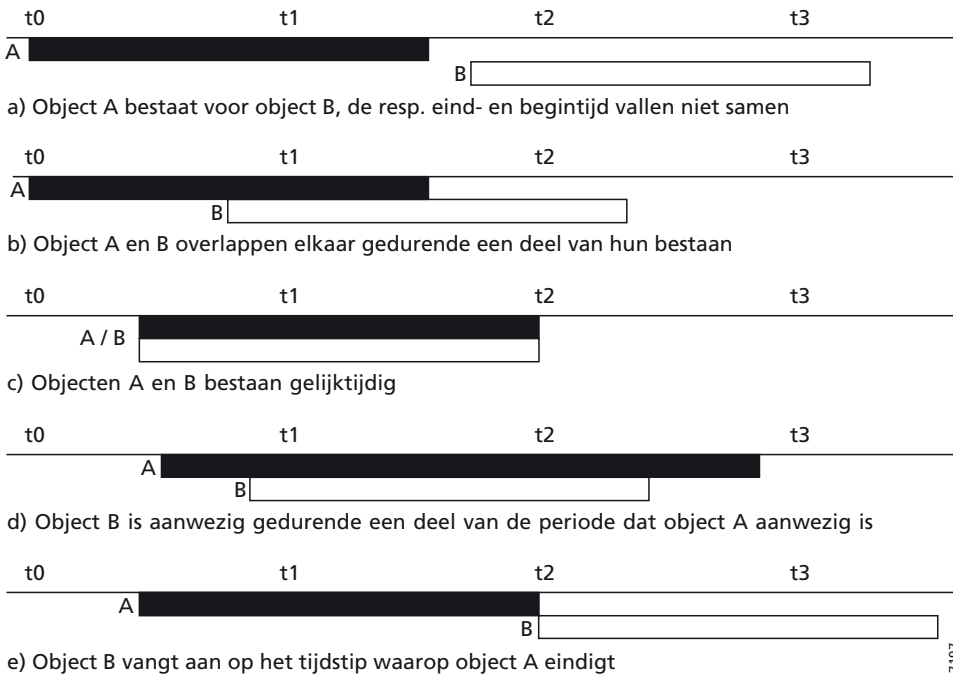 t0 t1 t2 t3
A
B
a) Object A bestaat voor object B, de resp. eind- en begintijd vallen niet samen
t0 t1 t2 t3
A
B
b) Object A en B overlappen elkaar gedurende een deel van hun bestaan
t0 t1 t2 t3
A / B
c) Objecten A en B bestaan gelijktijdig
t0 t1 t2 t3
A
B
d) Object B is aanwezig gedurende een deel van de periode dat object A aanwezig is
t0 t1 t2 t3
A
B
e) Object B vangt aan op het tijdstip waarop object A eindigt